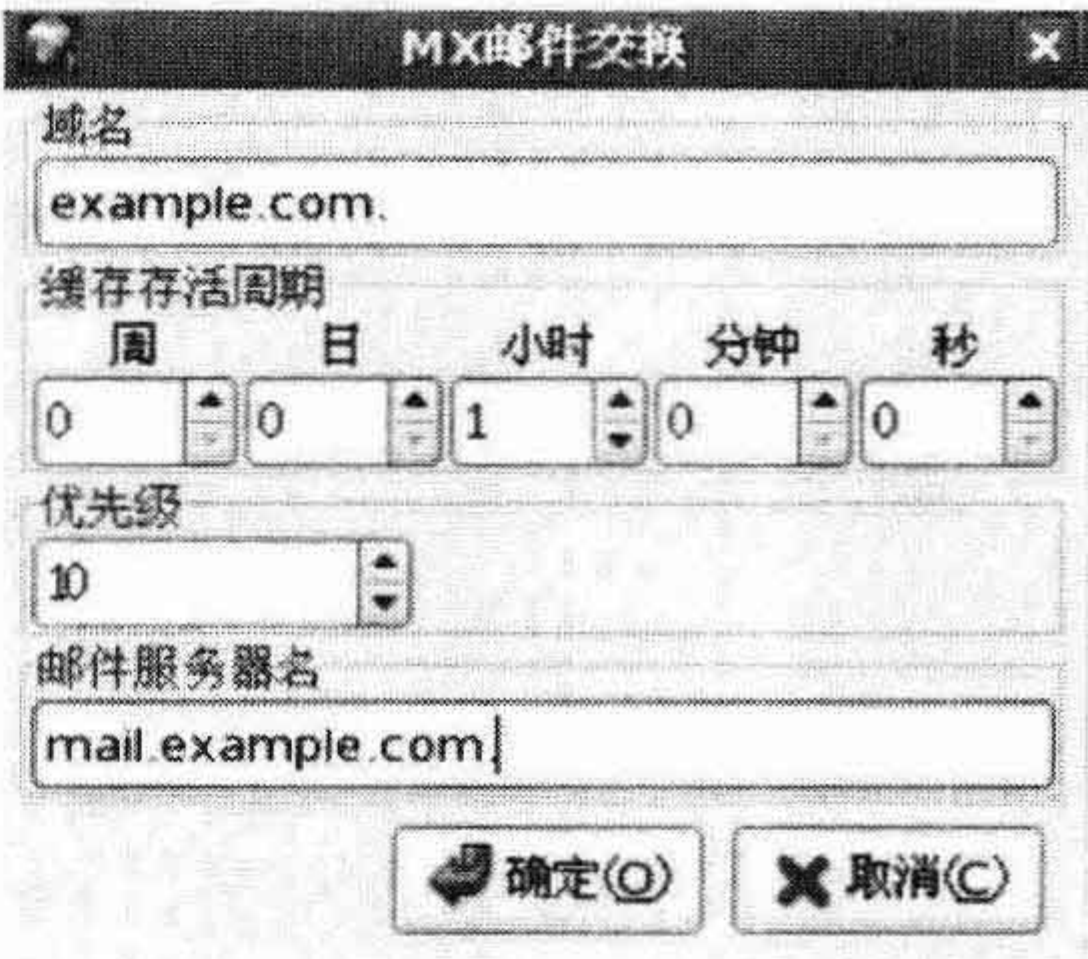 MX邮件交换
域名
example.com.
缓存存活周期
周 日 小时 分钟 秒
0 0 1 0 0
优先级
10
邮件服务器名
mail.example.com.
确定(O) 取消(C)